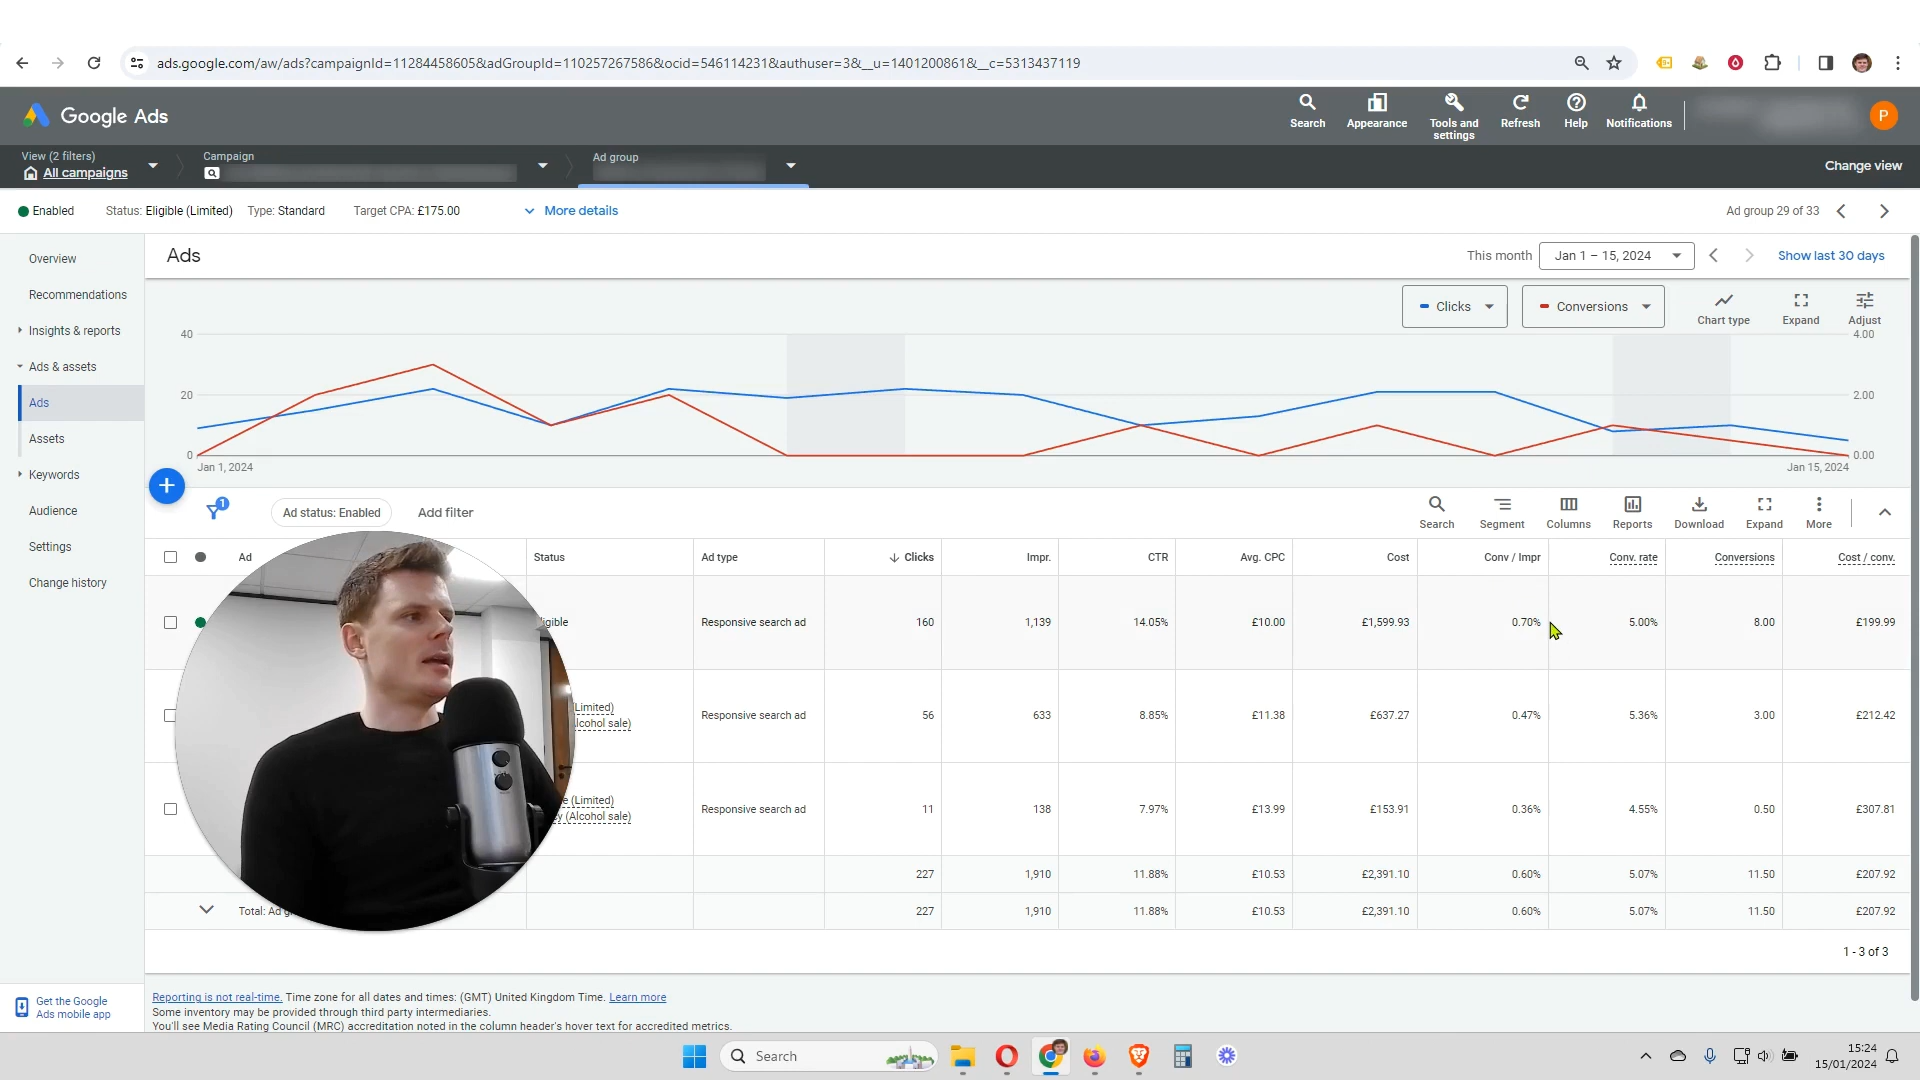 ads.google.com/aw/ads?campaignId=11284458605&adGroupId=110257267586&ocid=546114231&authuser=3&__u=1401200861&__c=5313437119
Google Ads
Search
Appearance
Tools and
settings
Refresh
Help
Notifications
P
View (2 filters)
All campaigns
Campaign
Ad group
Change view
Enabled
Status: Eligible (Limited)
Type: Standard
Target CPA: £175.00
More details
Ad group 29 of 33
Overview
Recommendations
Insights & reports
Ads & assets
Ads
Assets
Keywords
Audience
Settings
Change history
Get the Google
Ads mobile app
Ads
This month
Jan 1 – 15, 2024
Show last 30 days
Clicks
Conversions
Chart type
Expand
Adjust
40
20
0
4.00
2.00
0.00
Jan 1, 2024
Jan 15, 2024
1
Ad status: Enabled
Add filter
Search
Segment
Columns
Reports
Download
Expand
More
Ad Status Ad type Clicks Impr. CTR Avg. CPC Cost Conv / Impr Conv. rate Conversions Cost / conv.
igible Responsive search ad 160 1,139 14.05% £10.00 £1,599.93 0.70% 5.00% 8.00 £199.99
(Limited)
lcohol sale) Responsive search ad 56 633 8.85% £11.38 £637.27 0.47% 5.36% 3.00 £212.42
e (Limited)
y (Alcohol sale) Responsive search ad 11 138 7.97% £13.99 £153.91 0.36% 4.55% 0.50 £307.81
227 1,910 11.88% £10.53 £2,391.10 0.60% 5.07% 11.50 £207.92
Total: Ad g 227 1,910 11.88% £10.53 £2,391.10 0.60% 5.07% 11.50 £207.92
1 - 3 of 3
Reporting is not real-time. Time zone for all dates and times: (GMT) United Kingdom Time. Learn more
Some inventory may be provided through third party intermediaries.
You'll see Media Rating Council (MRC) accreditation noted in the column header's hover text for accredited metrics.
Search
15:24
15/01/2024